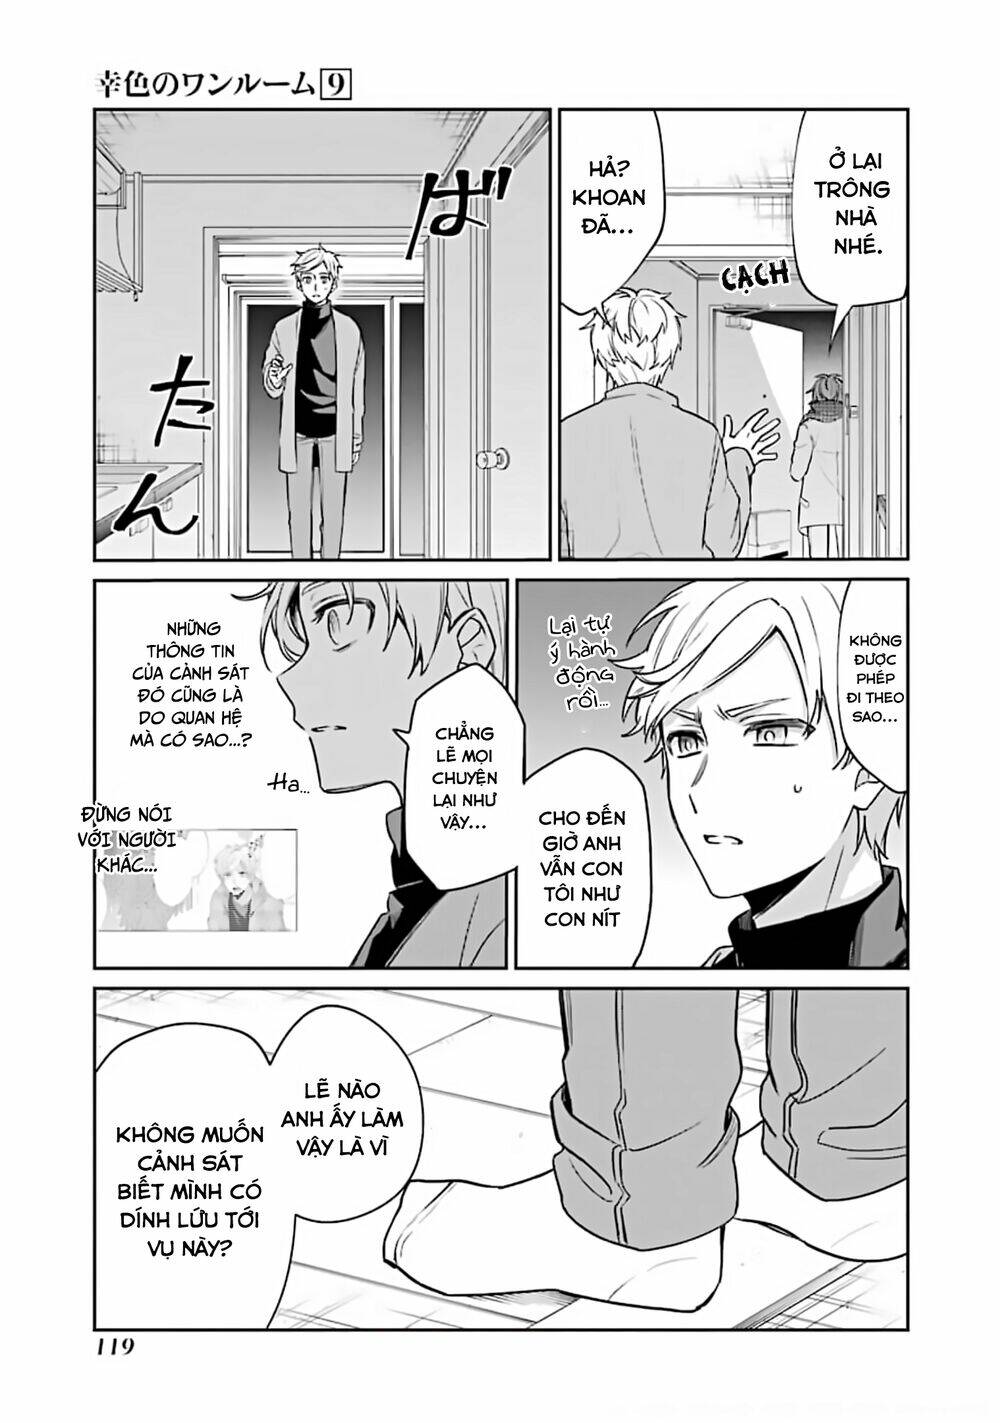 幸色のワンルーム 9
Ở LẠI
TRÔNG
NHÀ
NHÉ.
HẢ?
KHOAN
ĐÃ...
CẠCH
ばたん
KHÔNG
ĐƯỢC
PHÉP
ĐI THEO
SAO...
Lại tự
ý hành
động
rồi...
CHO ĐẾN
GIỜ ANH
VẪN CON
TÔI NHƯ
CON NÍT
CHẲNG
LẼ MỌI
CHUYỆN
LẠI NHƯ
VẬY...
NHỮNG
THÔNG TIN
CỦA CẢNH SÁT
ĐÓ CŨNG LÀ
DO QUAN HỆ
MÀ CÓ SAO...?
Ha...
ĐỪNG NÓI
VỚI NGƯỜI
KHÁC...
LẼ NÀO
ANH ẤY LÀM
VẬY LÀ VÌ
KHÔNG MUỐN
CẢNH SÁT
BIẾT MÌNH CÓ
DÍNH LỨU TỚI
VỤ NÀY?
119